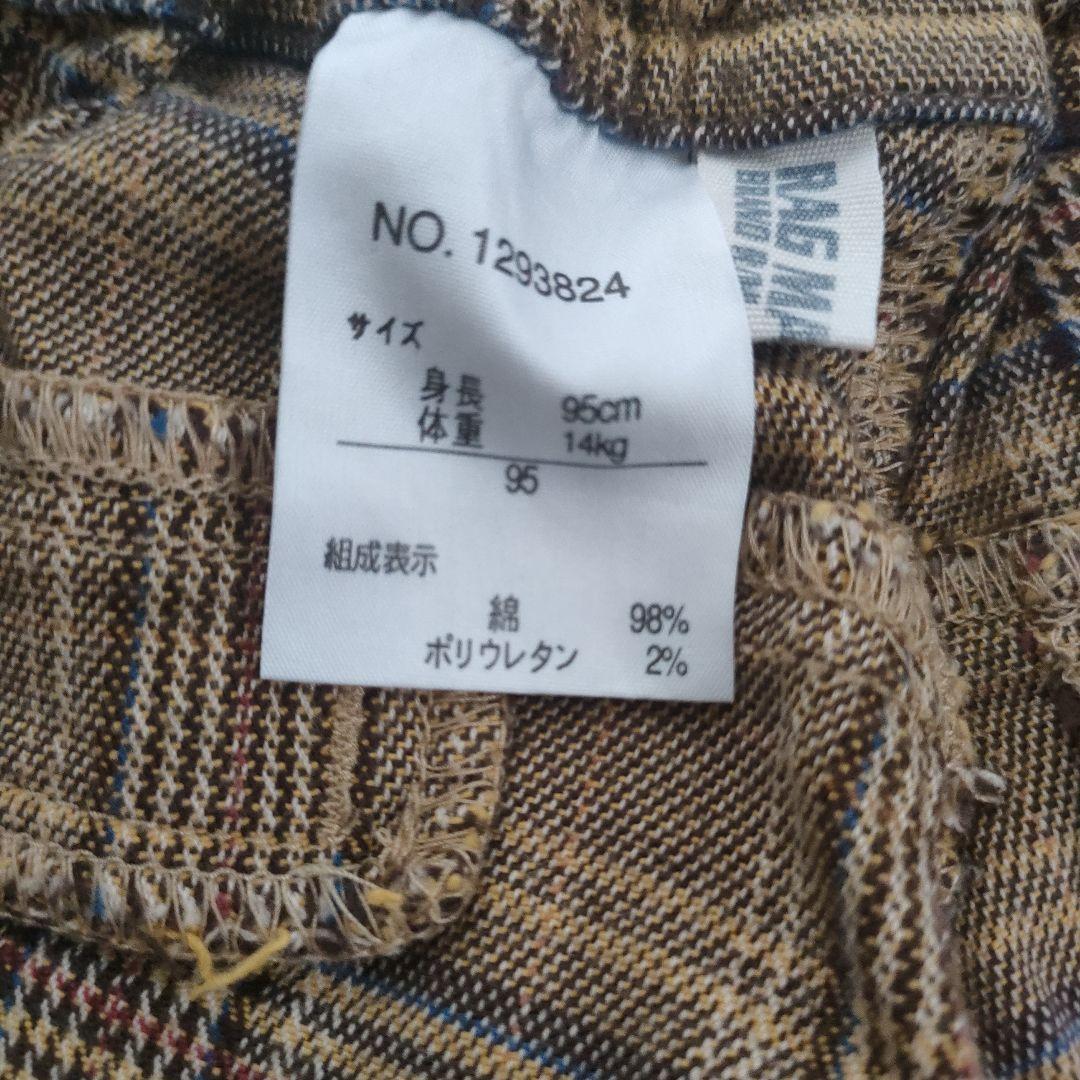 NO. 1293824
サイズ
身長 95cm
体重 14kg
95
組成表示
綿 98%
ポリウレタン 2%